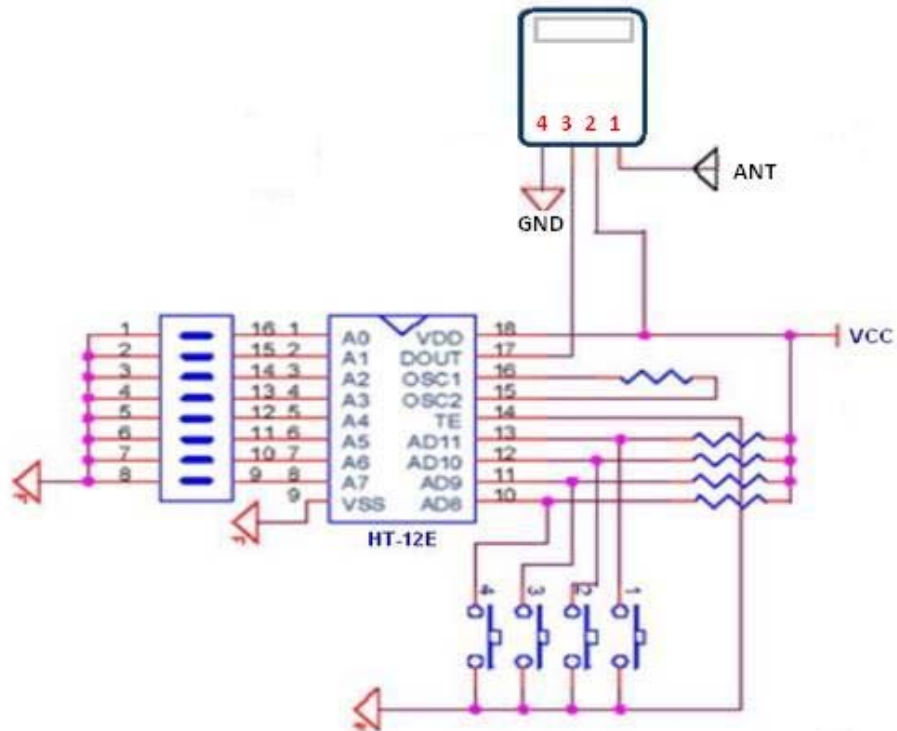 4 3 2 1
ANT
GND
1 16 1 A0 VDD 18 VCC
2 15 2 A1 DOUT 17
3 14 3 A2 OSC1 16
4 13 4 A3 OSC2 15
5 12 5 A4 TE 14
6 11 6 A5 AD11 13
7 10 7 A6 AD10 12
8 9 8 A7 AD9 11
9 VSS AD8 10
HT-12E
4 3 2 1